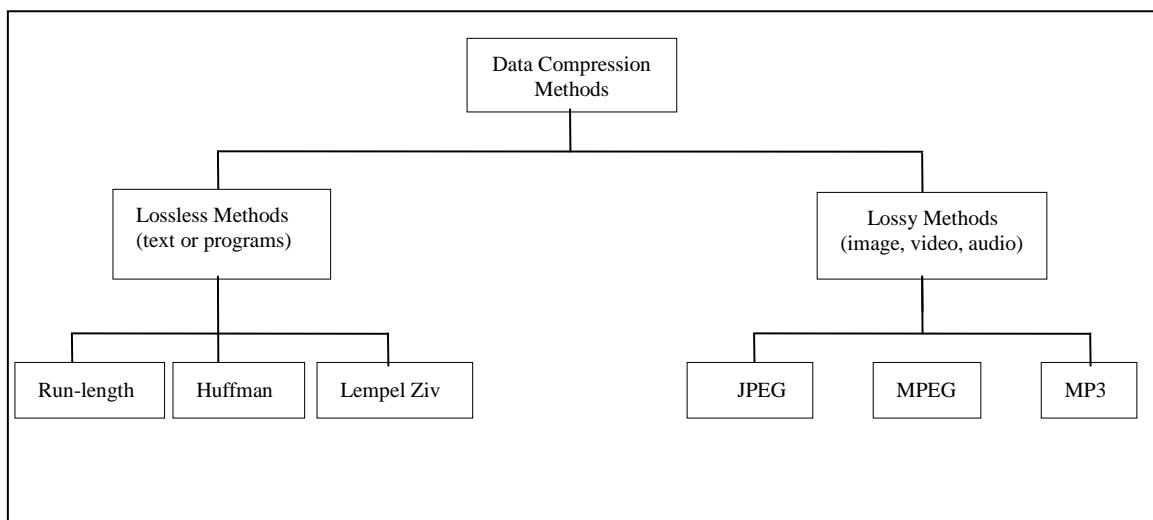 Data Compression
Methods
Lossless Methods
(text or programs)
Lossy Methods
(image, video, audio)
Run-length
Huffman
Lempel Ziv
JPEG
MPEG
MP3